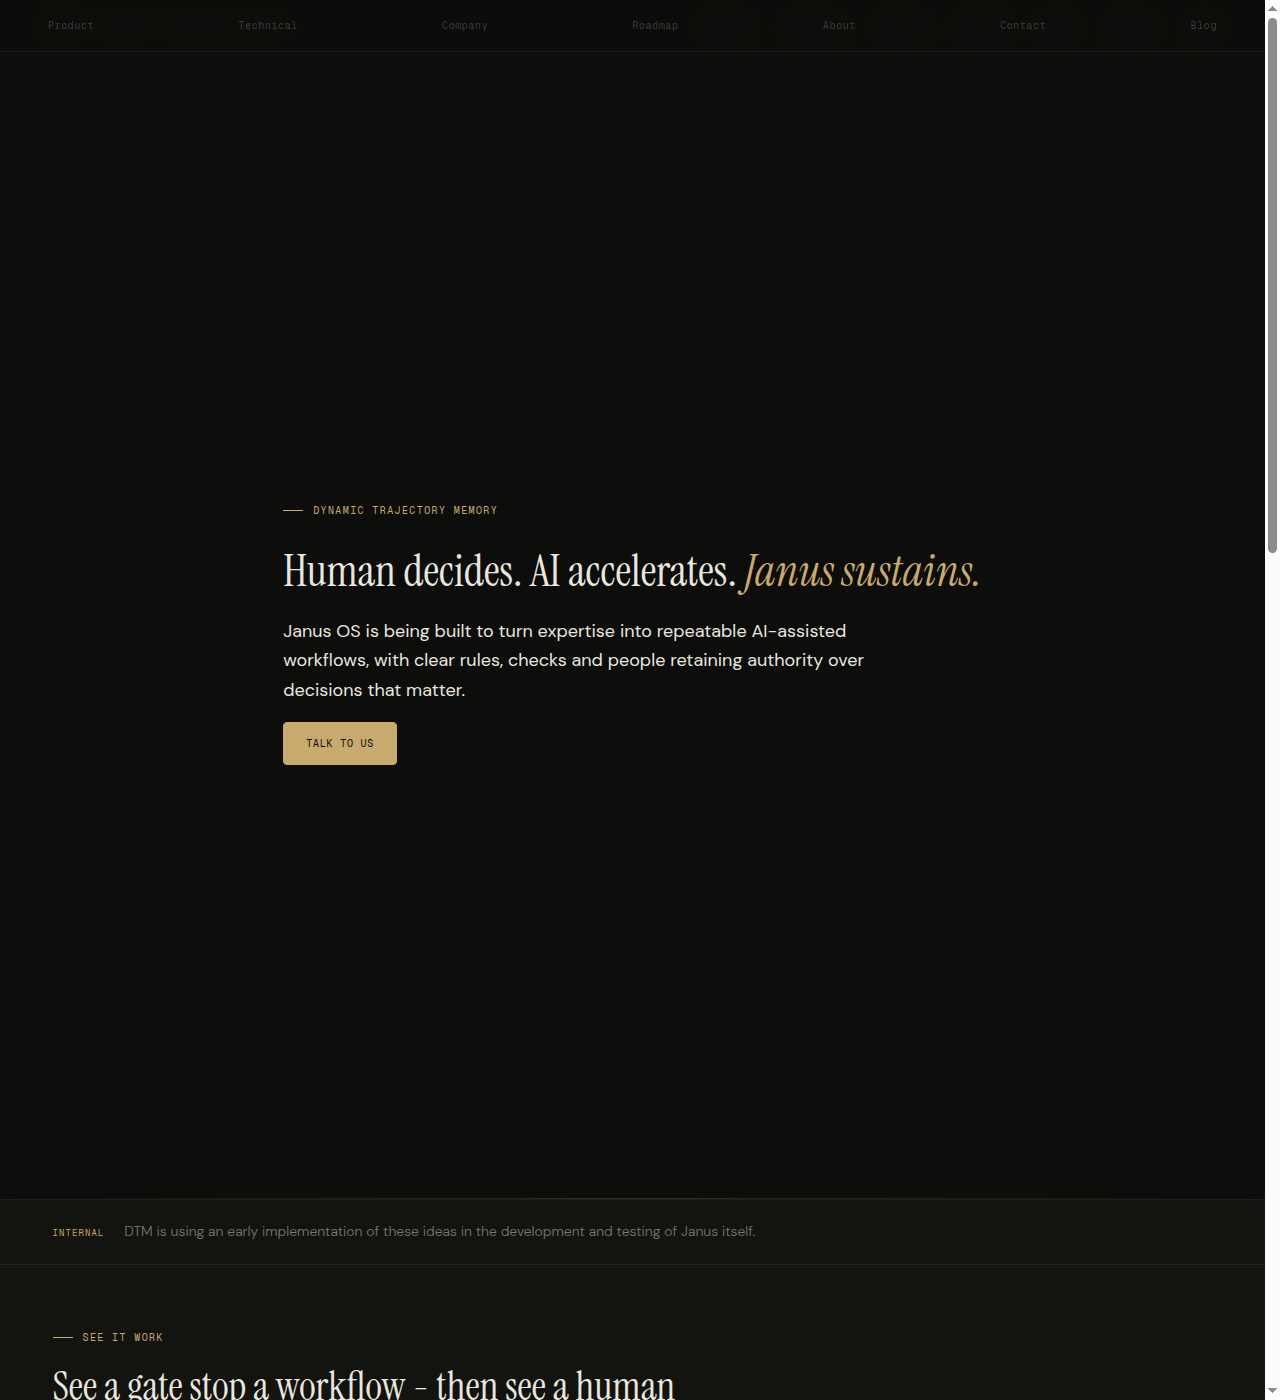 Product Technical Company Roadmap About Contact Blog
DYNAMIC TRAJECTORY MEMORY
Human decides. AI accelerates. Janus sustains.
Janus OS is being built to turn expertise into repeatable AI-assisted
workflows, with clear rules, checks and people retaining authority over
decisions that matter.
TALK TO US
INTERNAL DTM is using an early implementation of these ideas in the development and testing of Janus itself.
SEE IT WORK
See a gate stop a workflow – then see a human